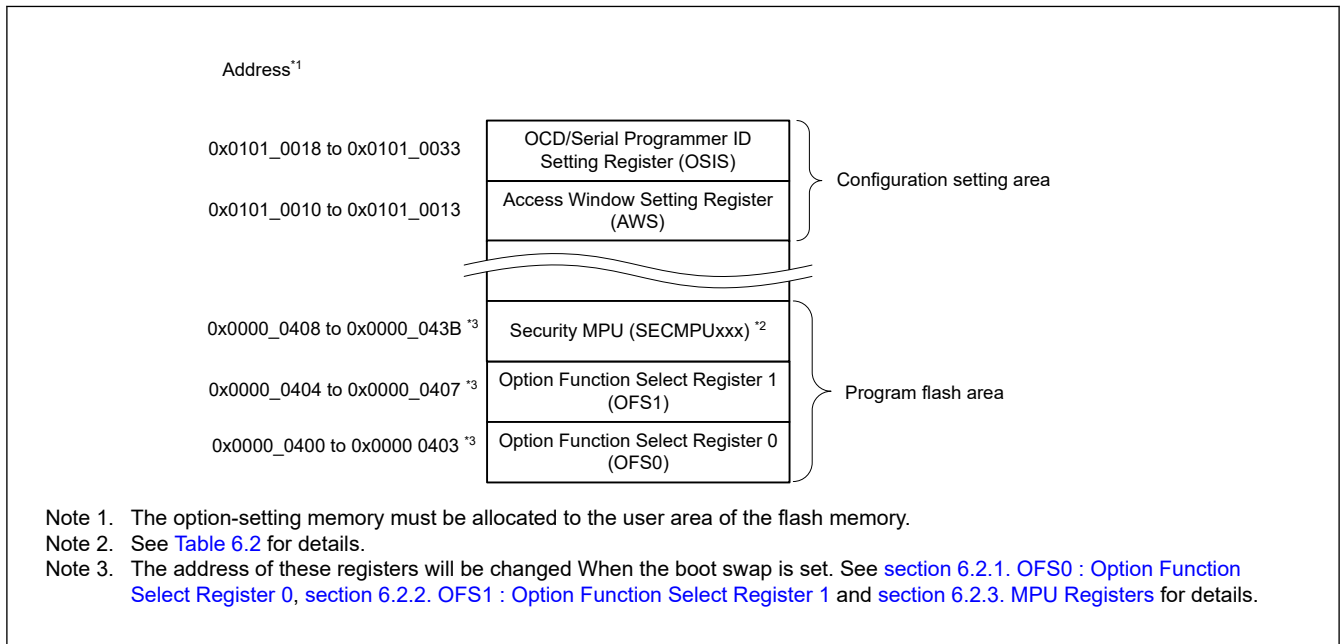 Address*1
0x0101_0018 to 0x0101_0033
OCD/Serial Programmer ID
Setting Register (OSIS)
Configuration setting area
0x0101_0010 to 0x0101_0013
Access Window Setting Register
(AWS)
0x0000_0408 to 0x0000_043B *3
Security MPU (SECMPUxxx) *2
0x0000_0404 to 0x0000_0407 *3
Option Function Select Register 1
(OFS1)
Program flash area
0x0000_0400 to 0x0000 0403 *3
Option Function Select Register 0
(OFS0)
Note 1. The option-setting memory must be allocated to the user area of the flash memory.
Note 2. See Table 6.2 for details.
Note 3. The address of these registers will be changed When the boot swap is set. See section 6.2.1. OFS0 : Option Function
Select Register 0, section 6.2.2. OFS1 : Option Function Select Register 1 and section 6.2.3. MPU Registers for details.